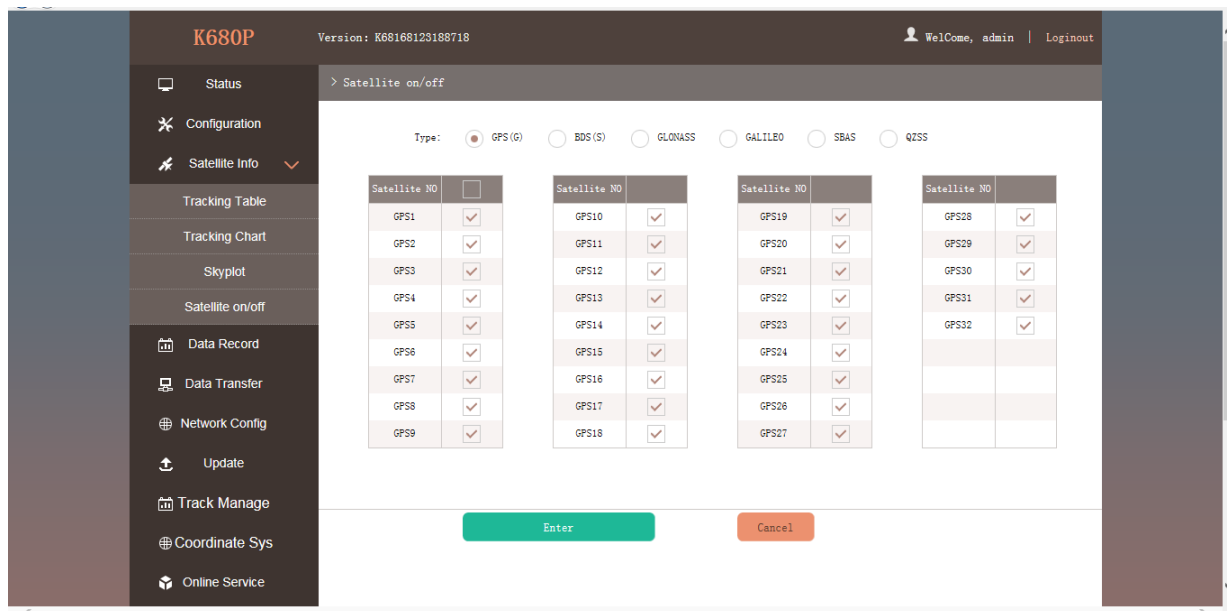 K680P
Version: K68168123188718
WelCome, admin | Loginout
Status
Configuration
Satellite Info
Tracking Table
Tracking Chart
Skyplot
Satellite on/off
Data Record
Data Transfer
Network Config
Update
Track Manage
Coordinate Sys
Online Service
> Satellite on/off
Type: GPS(G) BDS(S) GLONASS GALILEO SBAS QZSS
Satellite NO Satellite NO Satellite NO Satellite NO
GPS1 GPS10 GPS19 GPS28
GPS2 GPS11 GPS20 GPS29
GPS3 GPS12 GPS21 GPS30
GPS4 GPS13 GPS22 GPS31
GPS5 GPS14 GPS23 GPS32
GPS6 GPS15 GPS24
GPS7 GPS16 GPS25
GPS8 GPS17 GPS26
GPS9 GPS18 GPS27
Enter Cancel